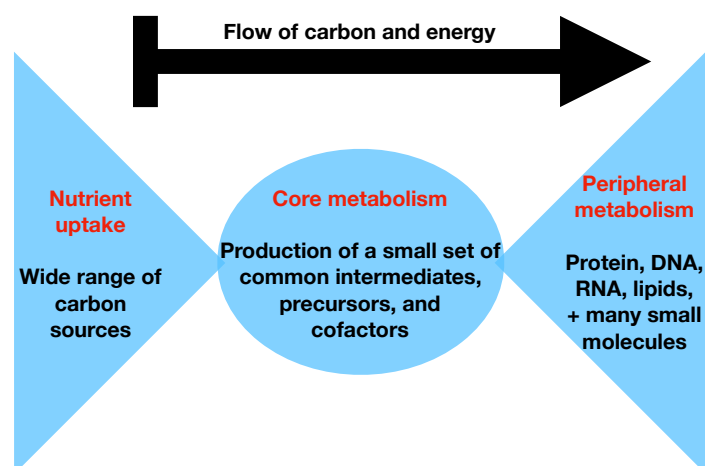 Flow of carbon and energy
Nutrient
uptake
Wide range of
carbon
sources
Core metabolism
Production of a small set of
common intermediates,
precursors, and
cofactors
Peripheral
metabolism
Protein, DNA,
RNA, lipids,
+ many small
molecules